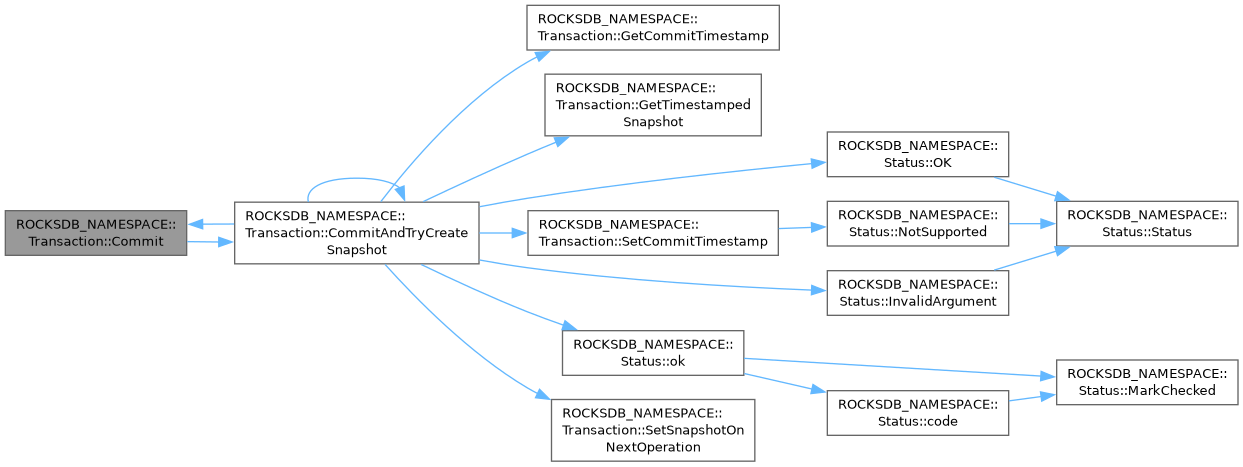 ROCKSDB_NAMESPACE::
Transaction::Commit
ROCKSDB_NAMESPACE::
Transaction::CommitAndTryCreate
Snapshot
ROCKSDB_NAMESPACE::
Transaction::GetCommitTimestamp
ROCKSDB_NAMESPACE::
Transaction::GetTimestamped
Snapshot
ROCKSDB_NAMESPACE::
Status::OK
ROCKSDB_NAMESPACE::
Transaction::SetCommitTimestamp
ROCKSDB_NAMESPACE::
Status::NotSupported
ROCKSDB_NAMESPACE::
Status::Status
ROCKSDB_NAMESPACE::
Status::InvalidArgument
ROCKSDB_NAMESPACE::
Status::ok
ROCKSDB_NAMESPACE::
Status::MarkChecked
ROCKSDB_NAMESPACE::
Status::code
ROCKSDB_NAMESPACE::
Transaction::SetSnapshotOn
NextOperation